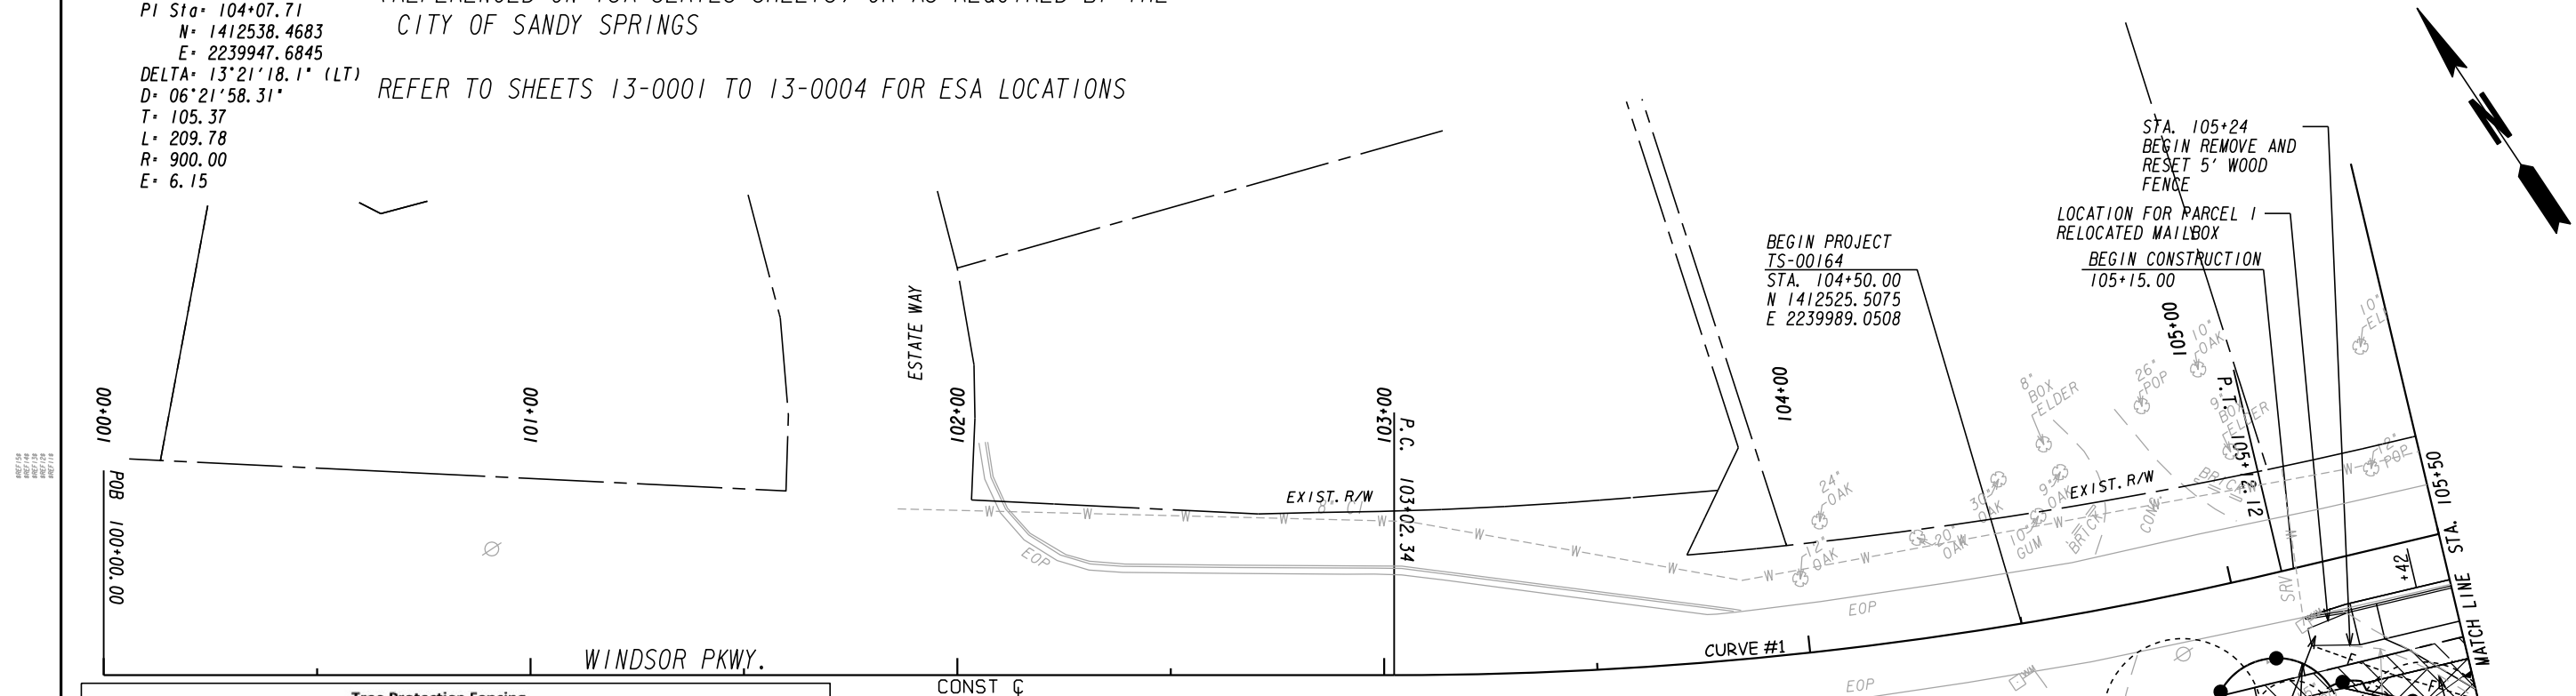 PI Sta= 104+07.71
N= 1412538.4683
E= 2239947.6845
DELTA= 13°21'18.1" (LT)
D= 06°21'58.31"
T= 105.37
L= 209.78
R= 900.00
E= 6.15
CITY OF SANDY SPRINGS
REFER TO SHEETS 13-0001 TO 13-0004 FOR ESA LOCATIONS
STA. 105+24
BEGIN REMOVE AND
RESET 5' WOOD
FENCE
LOCATION FOR PARCEL 1
RELOCATED MAILBOX
BEGIN CONSTRUCTION
105+15.00
BEGIN PROJECT
TS-00164
STA. 104+50.00
N 1412525.5075
E 2239989.0508
N
ESTATE WAY
100+00
101+00
102+00
103+00
104+00
105+00
POB 100+00.00
P.C. 103+02.34
P.T. 105+12.12
EXIST. R/W
EXIST. R/W
8"
BOX
ELDER
26"
POP
10"
OAK
10"
9"
BOX
ELDER
12"
POP
24"
OAK
12"
OAK
20"
OAK
30"
OAK
9"
OAK
10"
GUM
BRICK
CONC
BRICK
W W W W W W W W W W W W W W
EOP
EOP
EOP
SRV
WM
+42
MATCH LINE STA. 105+50
CURVE #1
WINDSOR PKWY.
CONST ℄
Tree Protection Fencing